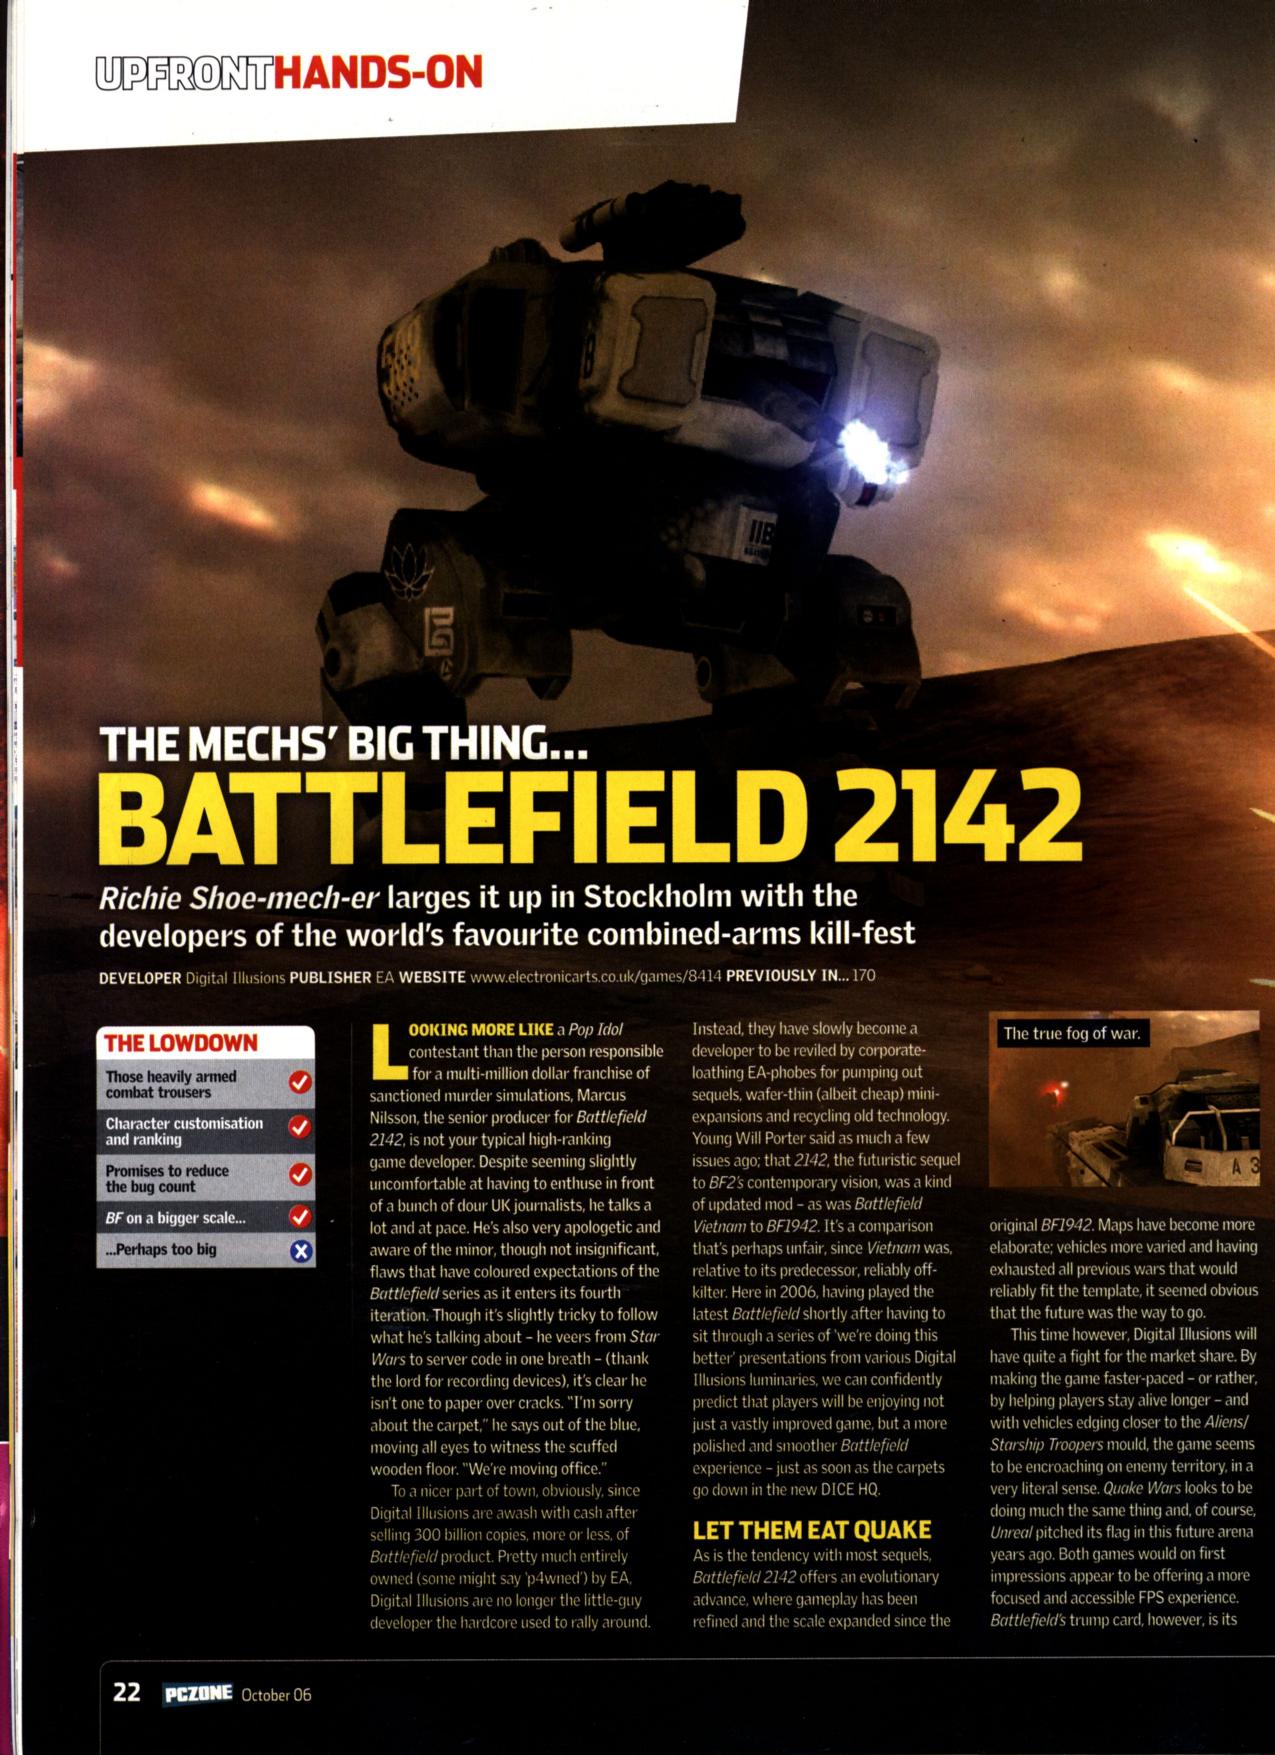 UPFRONTHANDS-ON
THE MECHS' BIG THING...
BATTLEFIELD 2142
Richie Shoe-mech-er larges it up in Stockholm with the
developers of the world's favourite combined-arms kill-fest
DEVELOPER Digital Illusions PUBLISHER EA WEBSITE www.electronicarts.co.uk/games/8414 PREVIOUSLY IN... 170
THE LOWDOWN
Those heavily armed
combat trousers
Character customisation
and ranking
Promises to reduce
the bug count
BF on a bigger scale...
...Perhaps too big
LOOKING MORE LIKE a Pop Idol
contestant than the person responsible
for a multi-million dollar franchise of
sanctioned murder simulations, Marcus
Nilsson, the senior producer for Battlefield
2142, is not your typical high-ranking
game developer. Despite seeming slightly
uncomfortable at having to enthuse in front
of a bunch of dour UK journalists, he talks a
lot and at pace. He's also very apologetic and
aware of the minor, though not insignificant,
flaws that have coloured expectations of the
Battlefield series as it enters its fourth
iteration. Though it's slightly tricky to follow
what he's talking about – he veers from Star
Wars to server code in one breath – (thank
the lord for recording devices), it's clear he
isn't one to paper over cracks. "I'm sorry
about the carpet," he says out of the blue,
moving all eyes to witness the scuffed
wooden floor. "We're moving office."
To a nicer part of town, obviously, since
Digital Illusions are awash with cash after
selling 300 billion copies, more or less, of
Battlefield product. Pretty much entirely
owned (some might say 'p4wned') by EA,
Digital Illusions are no longer the little-guy
developer the hardcore used to rally around.
Instead, they have slowly become a
developer to be reviled by corporate-
loathing EA-phobes for pumping out
sequels, wafer-thin (albeit cheap) mini-
expansions and recycling old technology.
Young Will Porter said as much a few
issues ago; that 2142, the futuristic sequel
to BF2's contemporary vision, was a kind
of updated mod – as was Battlefield
Vietnam to BF1942. It's a comparison
that's perhaps unfair, since Vietnam was,
relative to its predecessor, reliably off-
kilter. Here in 2006, having played the
latest Battlefield shortly after having to
sit through a series of 'we're doing this
better' presentations from various Digital
Illusions luminaries, we can confidently
predict that players will be enjoying not
just a vastly improved game, but a more
polished and smoother Battlefield
experience – just as soon as the carpets
go down in the new DICE HQ.
LET THEM EAT QUAKE
As is the tendency with most sequels,
Battlefield 2142 offers an evolutionary
advance, where gameplay has been
refined and the scale expanded since the
The true fog of war.
A 3
original BF1942. Maps have become more
elaborate; vehicles more varied and having
exhausted all previous wars that would
reliably fit the template, it seemed obvious
that the future was the way to go.
This time however, Digital Illusions will
have quite a fight for the market share. By
making the game faster-paced – or rather,
by helping players stay alive longer – and
with vehicles edging closer to the Aliens/
Starship Troopers mould, the game seems
to be encroaching on enemy territory, in a
very literal sense. Quake Wars looks to be
doing much the same thing and, of course,
Unreal pitched its flag in this future arena
years ago. Both games would on first
impressions appear to be offering a more
focused and accessible FPS experience.
Battlefield's trump card, however, is its
22 PCZONE October 06